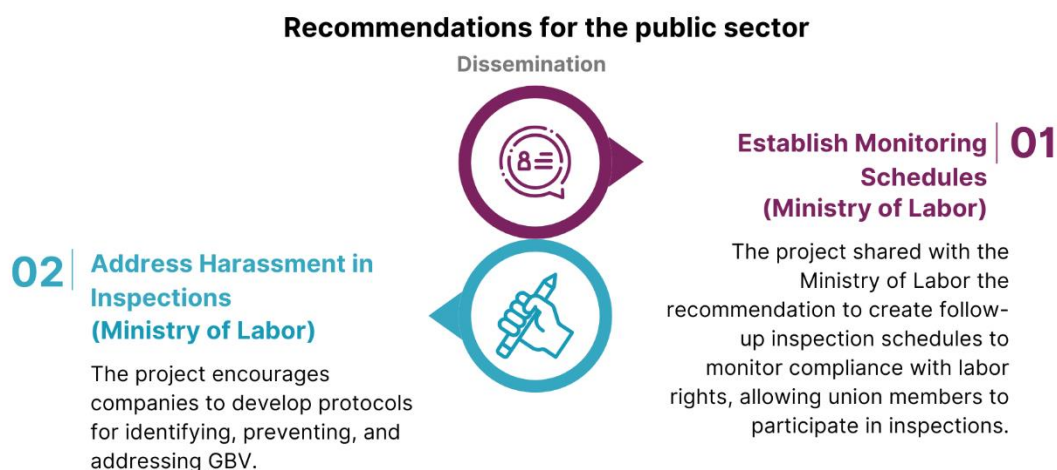 Recommendations for the public sector
Dissemination
Establish Monitoring
Schedules
(Ministry of Labor)
01
The project shared with the
Ministry of Labor the
recommendation to create follow-
up inspection schedules to
monitor compliance with labor
rights, allowing union members to
participate in inspections.
02
Address Harassment in
Inspections
(Ministry of Labor)
The project encourages
companies to develop protocols
for identifying, preventing, and
addressing GBV.